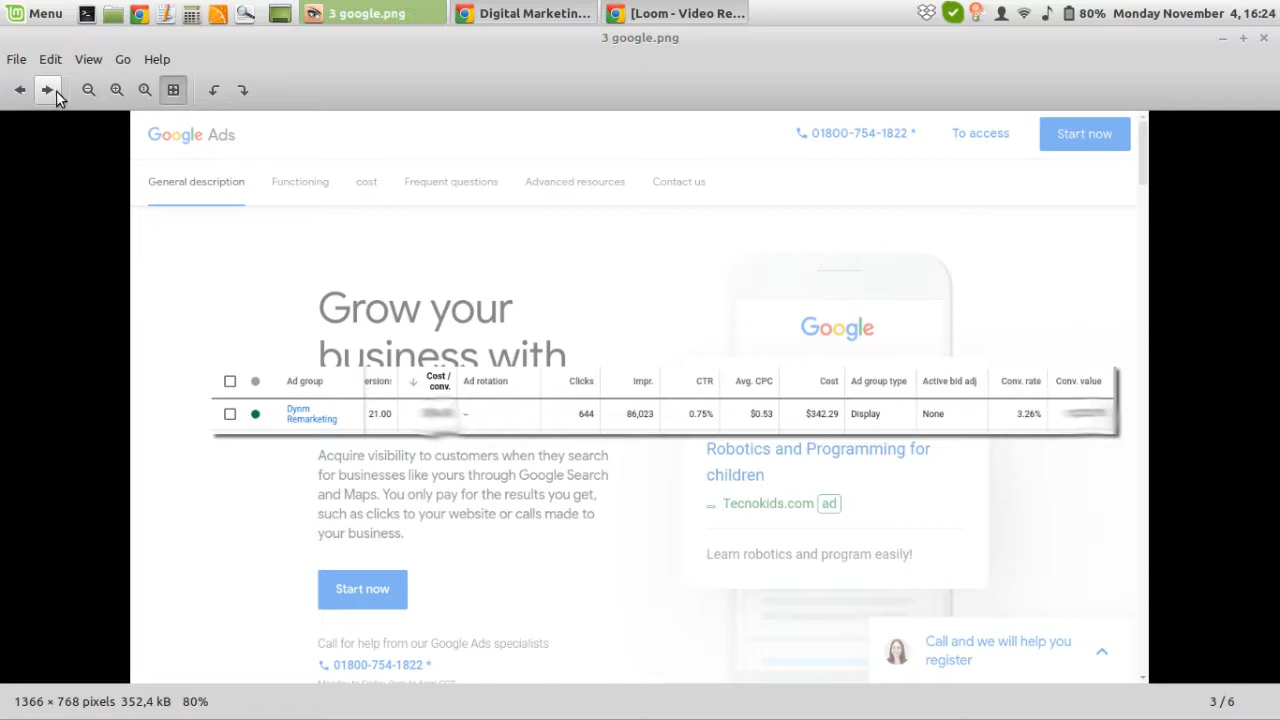 Menu
3 google.png
Digital Marketin...
[Loom - Video Re...
80% Monday November 4, 16:24
3 google.png
File Edit View Go Help
Google Ads
01800-754-1822 *
To access
Start now
General description Functioning cost Frequent questions Advanced resources Contact us
Grow your
business with
Google
Ad group ersion: Cost / conv. Ad rotation Clicks Impr. CTR Avg. CPC Cost Ad group type Active bid adj Conv. rate Conv. value
Dynm Remarketing 21.00 – 644 86,023 0.75% $0.53 $342.29 Display None 3.26%
Acquire visibility to customers when they search
for businesses like yours through Google Search
and Maps. You only pay for the results you get,
such as clicks to your website or calls made to
your business.
Start now
Call for help from our Google Ads specialists
01800-754-1822 *
Robotics and Programming for
children
Tecnokids.com ad
Learn robotics and program easily!
Call and we will help you
register
1366 × 768 pixels 352,4 kB 80%
3 / 6